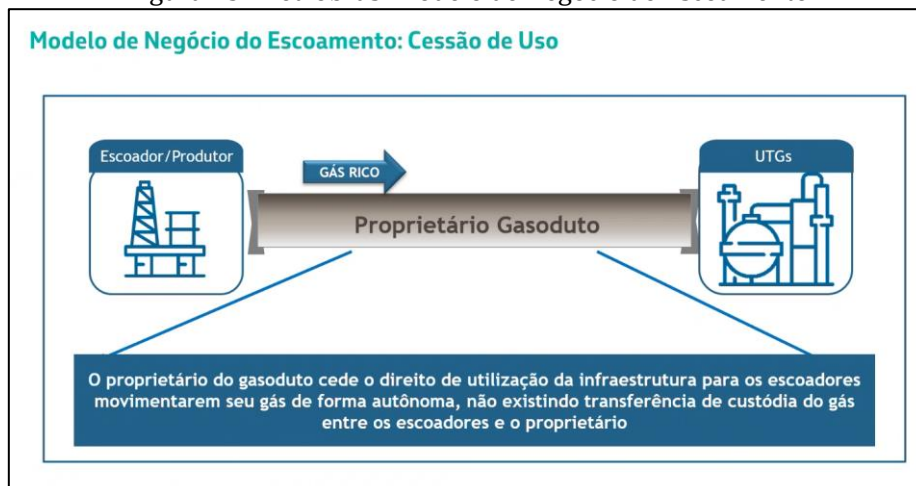 Modelo de Negócio do Escoamento: Cessão de Uso
Escoador/Produtor
UTGs
GÁS RICO
Proprietário Gasoduto
O proprietário do gasoduto cede o direito de utilização da infraestrutura para os escoadores
movimentarem seu gás de forma autônoma, não existindo transferência de custódia do gás
entre os escoadores e o proprietário